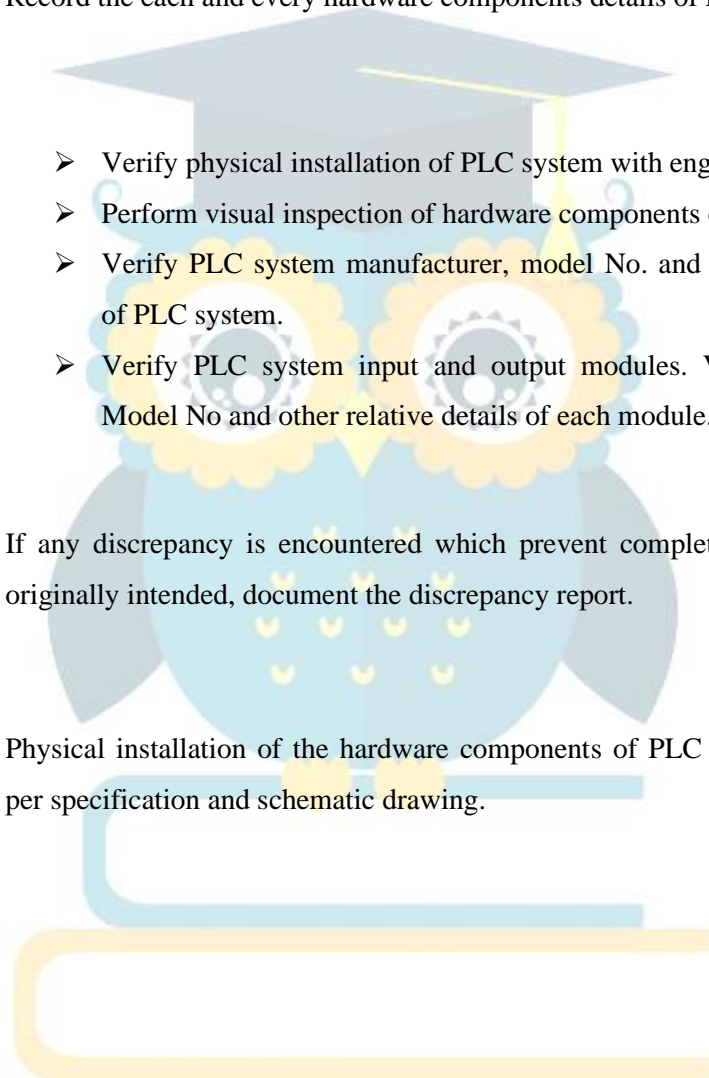 Record the each and every hardware components details of
➢ Verify physical installation of PLC system with eng
➢ Perform visual inspection of hardware components
➢ Verify PLC system manufacturer, model No. and
of PLC system.
➢ Verify PLC system input and output modules.
Model No and other relative details of each module.
If any discrepancy is encountered which prevent complet
originally intended, document the discrepancy report.
Physical installation of the hardware components of PLC
per specification and schematic drawing.